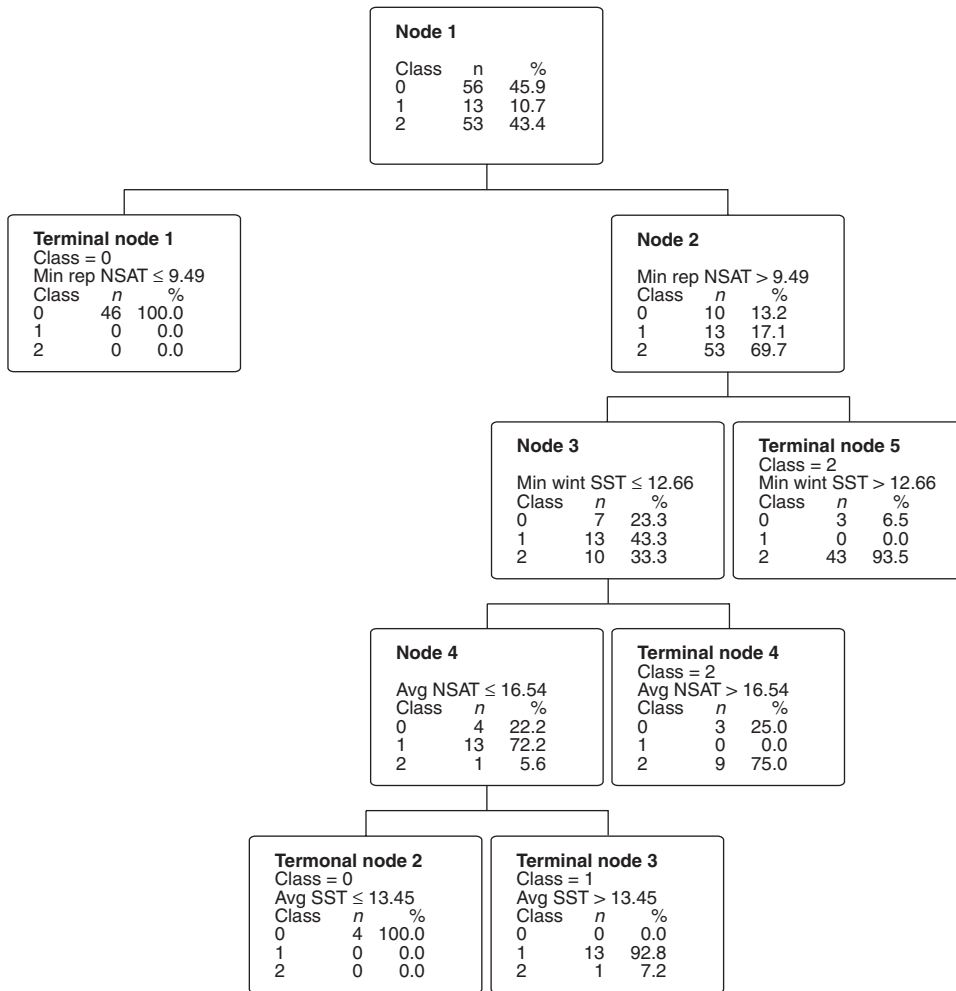 Node 1
Class n %
0 56 45.9
1 13 10.7
2 53 43.4
Terminal node 1
Class = 0
Min rep NSAT ≤ 9.49
Class n %
0 46 100.0
1 0 0.0
2 0 0.0
Node 2
Min rep NSAT > 9.49
Class n %
0 10 13.2
1 13 17.1
2 53 69.7
Node 3
Min wint SST ≤ 12.66
Class n %
0 7 23.3
1 13 43.3
2 10 33.3
Terminal node 5
Class = 2
Min wint SST > 12.66
Class n %
0 3 6.5
1 0 0.0
2 43 93.5
Node 4
Avg NSAT ≤ 16.54
Class n %
0 4 22.2
1 13 72.2
2 1 5.6
Terminal node 4
Class = 2
Avg NSAT > 16.54
Class n %
0 3 25.0
1 0 0.0
2 9 75.0
Termonal node 2
Class = 0
Avg SST ≤ 13.45
Class n %
0 4 100.0
1 0 0.0
2 0 0.0
Terminal node 3
Class = 1
Avg SST > 13.45
Class n %
0 0 0.0
1 13 92.8
2 1 7.2